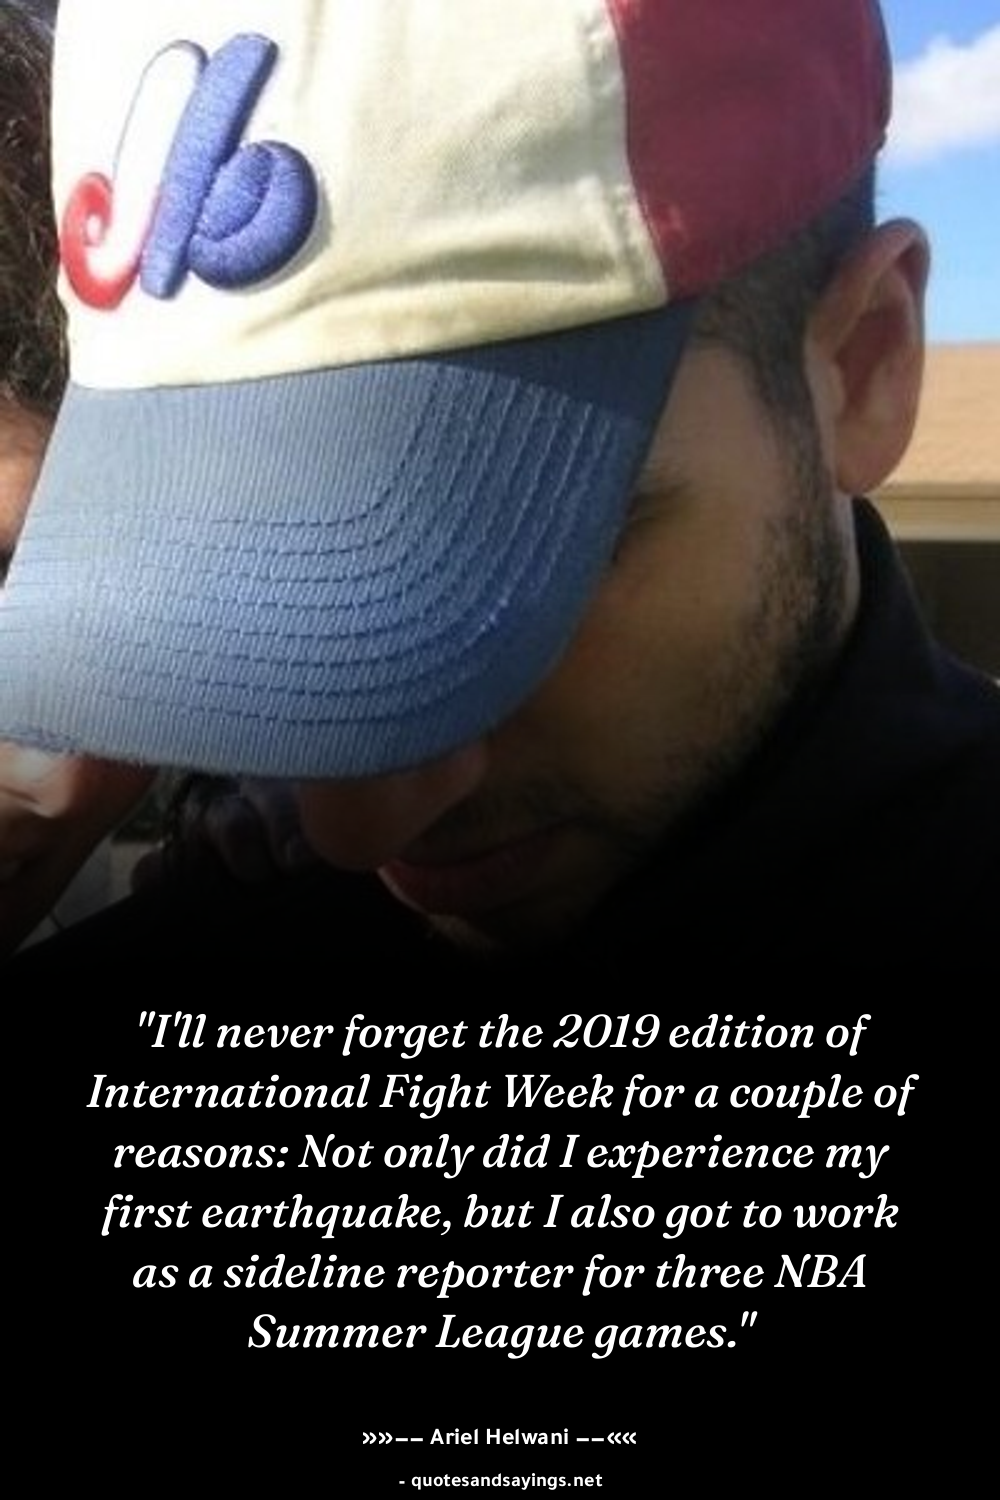 "I'll never forget the 2019 edition of
International Fight Week for a couple of
reasons: Not only did I experience my
first earthquake, but I also got to work
as a sideline reporter for three NBA
Summer League games."
»»−− Ariel Helwani −−««
- quotesandsayings.net